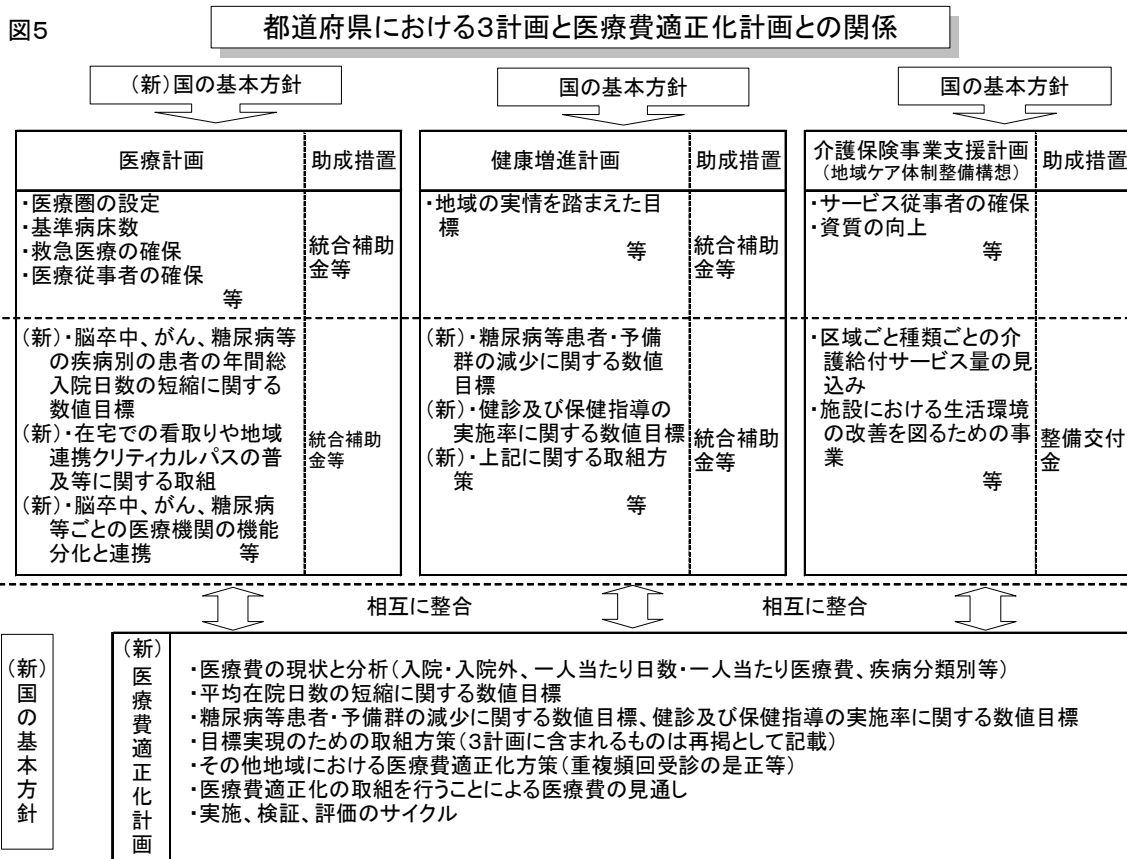 図5
都道府県における3計画と医療費適正化計画との関係
(新)国の基本方針
国の基本方針
国の基本方針
医療計画
助成措置
・医療圏の設定
・基準病床数
・救急医療の確保
・医療従事者の確保
等
統合補助
金等
(新)・脳卒中、がん、糖尿病等
の疾病別の患者の年間総
入院日数の短縮に関する
数値目標
(新)・在宅での看取りや地域
連携クリティカルパスの普
及等に関する取組
(新)・脳卒中、がん、糖尿病
等ごとの医療機関の機能
分化と連携 等
統合補助
金等
健康増進計画
助成措置
・地域の実情を踏まえた目
標
等
統合補助
金等
(新)・糖尿病等患者・予備
群の減少に関する数値
目標
(新)・健診及び保健指導の
実施率に関する数値目標
(新)・上記に関する取組方
策
等
統合補助
金等
介護保険事業支援計画
(地域ケア体制整備構想)
助成措置
・サービス従事者の確保
・資質の向上
等
・区域ごと種類ごとの介
護給付サービス量の見
込み
・施設における生活環境
の改善を図るための事
業
等
整備交付
金
相互に整合
相互に整合
(新)国の基本方針
(新)医療費適正化計画
・医療費の現状と分析(入院・入院外、一人当たり日数・一人当たり医療費、疾病分類別等)
・平均在院日数の短縮に関する数値目標
・糖尿病等患者・予備群の減少に関する数値目標、健診及び保健指導の実施率に関する数値目標
・目標実現のための取組方策(3計画に含まれるものは再掲として記載)
・その他地域における医療費適正化方策(重複頻回受診の是正等)
・医療費適正化の取組を行うことによる医療費の見通し
・実施、検証、評価のサイクル